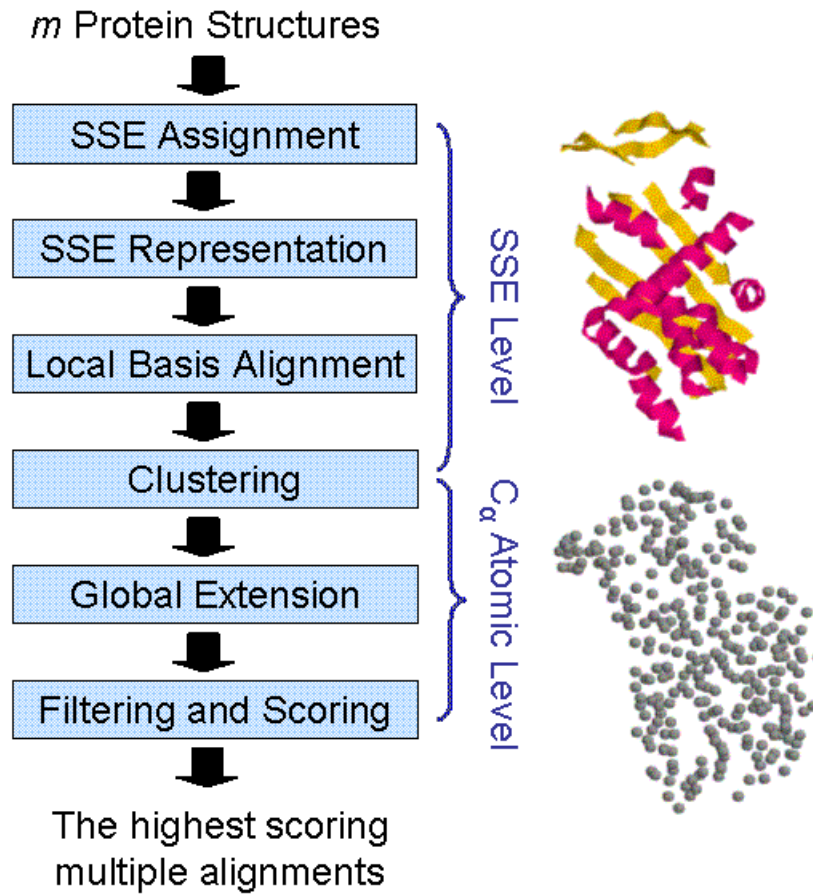 m Protein Structures
SSE Assignment
SSE Representation
Local Basis Alignment
Clustering
Global Extension
Filtering and Scoring
The highest scoring
multiple alignments
SSE Level
Cα Atomic Level